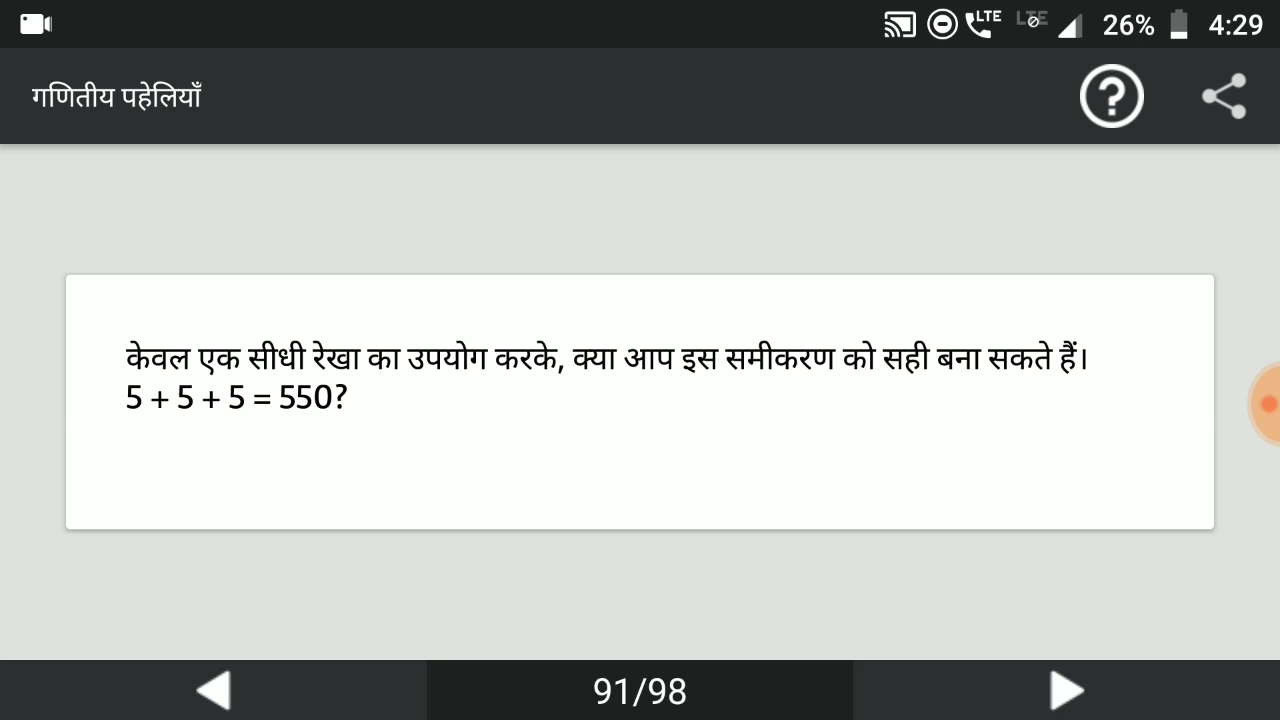 LTE LTE 26% 4:29
गणितीय पहेलियाँ
केवल एक सीधी रेखा का उपयोग करके, क्या आप इस समीकरण को सही बना सकते हैं।
5 + 5 + 5 = 550?
91/98